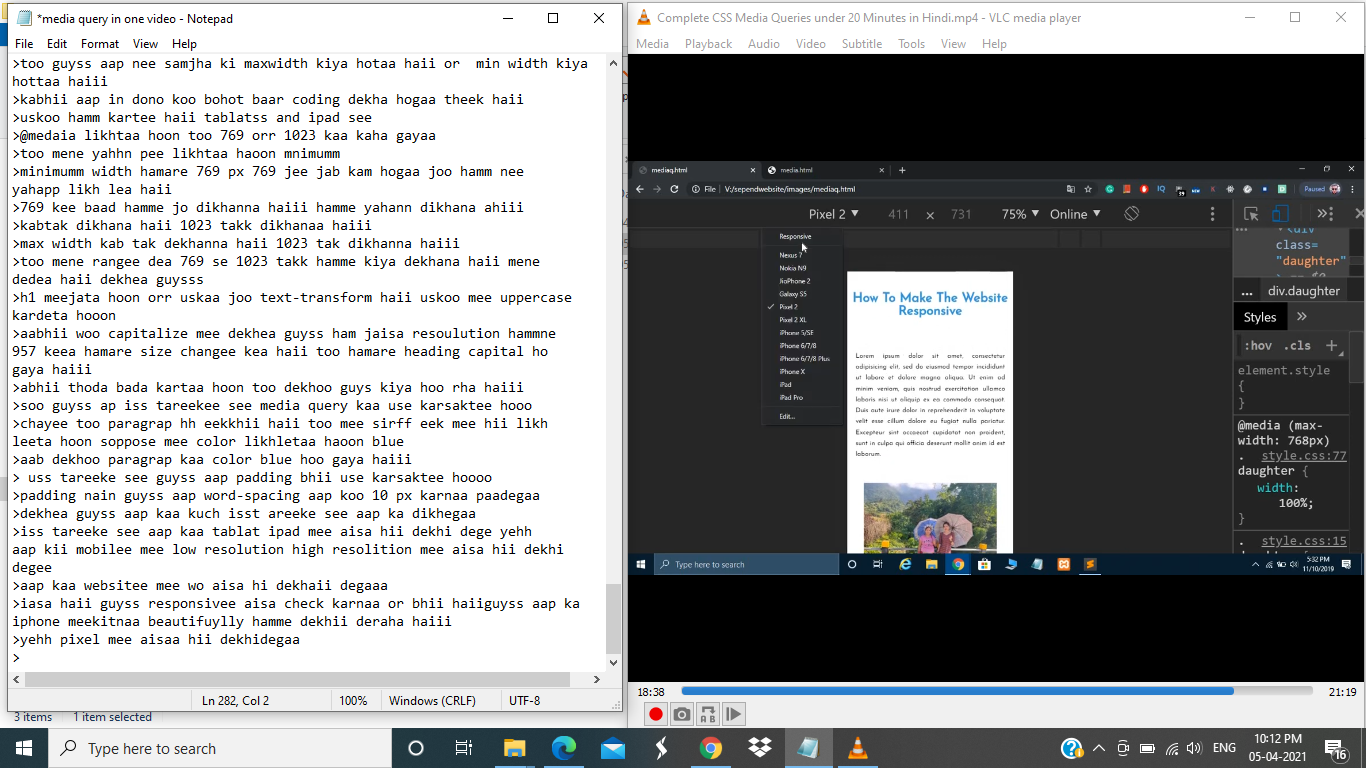 *media query in one video - Notepad
File Edit Format View Help
>too guyss aap nee samjha ki maxwidth kiya hotaa haii or  min width kiya
hottaa haiii
>kabhii aap in dono koo bohot baar coding dekha hogaa theek haii
>uskoo hamm kartee haii tablatss and ipad see
>@medaia likhtaa hoon too 769 orr 1023 kaa kaha gayaa
>too mene yahhn pee likhtaa haoon mnimumm
>minimumm width hamare 769 px 769 jee jab kam hogaa joo hamm nee
yahapp likh lea haii
>769 kee baad hamme jo dikhanna haiii hamme yahann dikhana ahiii
>kabtak dikhana haii 1023 takk dikhanaa haiii
>max width kab tak dekhanna haii 1023 tak dikhanna haiii
>too mene rangee dea 769 se 1023 takk hamme kiya dekhana haii mene
dedea haii dekhea guysss
>h1 meejata hoon orr uskaa joo text-transform haii uskoo mee uppercase
kardeta hooon
>aabhii woo capitalize mee dekhea guyss ham jaisa resoulution hammne
957 keea hamare size changee kea haii too hamare heading capital ho
gaya haiii
>abhii thoda bada kartaa hoon too dekhoo guys kiya hoo rha haiii
>soo guyss ap iss tareekee see media query kaa use karsaktee hooo
>chayee too paragrap hh eekkhii haii too mee sirff eek mee hii likh
leeta hoon soppose mee color likhletaa haoon blue
>aab dekhoo paragrap kaa color blue hoo gaya haiii
> uss tareeke see guyss aap padding bhii use karsaktee hoooo
>padding nain guyss aap word-spacing aap koo 10 px karnaa paadegaa
>dekhea guyss aap kaa kuch isst areeke see aap ka dikhegaa
>iss tareeke see aap kaa tablat ipad mee aisa hii dekhi dege yehh
aap kii mobilee mee low resolution high resolition mee aisa hii dekhi
degee
>aap kaa websitee mee wo aisa hi dekhaii degaaa
>iasa haii guyss responsivee aisa check karnaa or bhii haiiguyss aap ka
iphone meekitnaa beautifuylly hamme dekhii deraha haiii
>yehh pixel mee aisaa hii dekhidegaa
>
Ln 282, Col 2 100% Windows (CRLF) UTF-8
3 items 1 item selected
Complete CSS Media Queries under 20 Minutes in Hindi.mp4 - VLC media player
Media Playback Audio Video Subtitle Tools View Help
mediaq.html media.html
File V:/sependwebsite/images/mediaq.html Paused
Pixel 2 411 × 731 75% Online
Responsive
Nexus 7
Nokia N9
JioPhone 2
Galaxy S5
Pixel 2
Pixel 2 XL
iPhone 5/SE
iPhone 6/7/8
iPhone 6/7/8 Plus
iPhone X
iPad
iPad Pro
Edit...
How To Make The Website
Responsive
Lorem ipsum dolor sit amet, consectetur
adipisicing elit, sed do eiusmod tempor incididunt
ut labore et dolore magna aliqua. Ut enim ad
minim veniam, quis nostrud exercitation ullamco
laboris nisi ut aliquip ex ea commodo consequat.
Duis aute irure dolor in reprehenderit in voluptate
velit esse cillum dolore eu fugiat nulla pariatur.
Excepteur sint occaecat cupidatat non proident,
sunt in culpa qui officia deserunt mollit anim id est
laborum.
<div
class=
"daughter"
... div.daughter
Styles
:hov .cls
element.style
{
}
@media (max-
width: 768px)
. style.css:77
daughter {
width:
100%;
}
. style.css:15
Type here to search
5:32 PM
11/10/2019
18:38 21:19
Type here to search
ENG
10:12 PM
05-04-2021
16